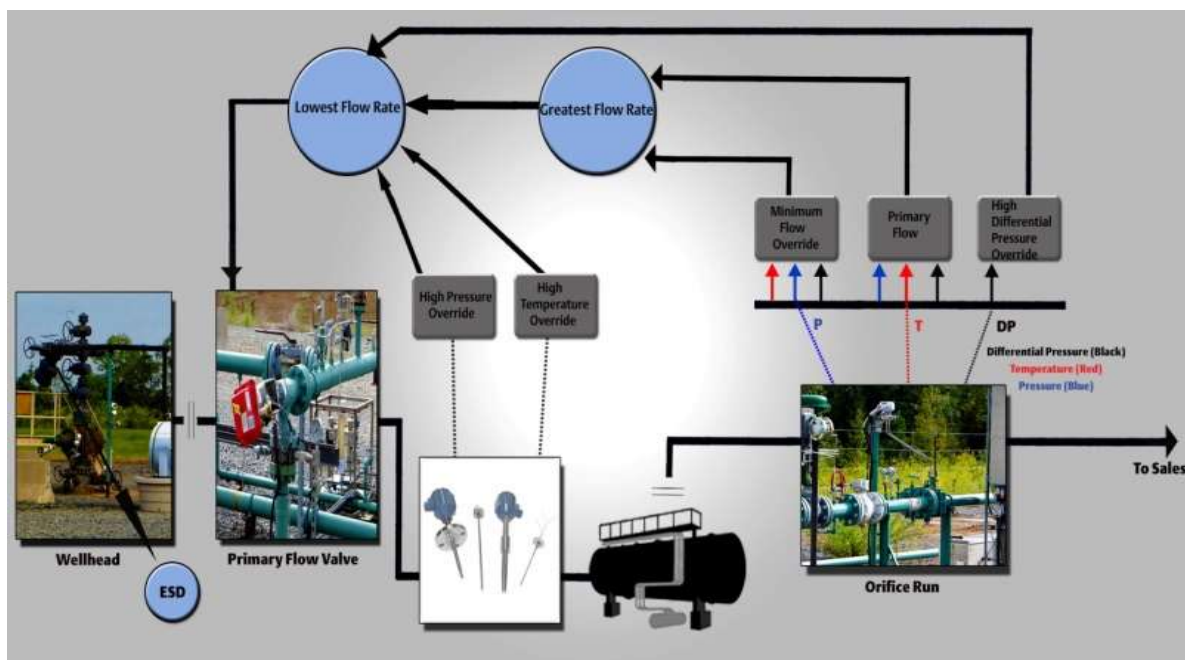 Lowest Flow Rate
Greatest Flow Rate
Minimum
Flow
Override
Primary
Flow
High
Differential
Pressure
Override
High Pressure
Override
High
Temperature
Override
P
T
DP
Differential Pressure (Black)
Temperature (Red)
Pressure (Blue)
To Sales
Wellhead
Primary Flow Valve
Orifice Run
ESD